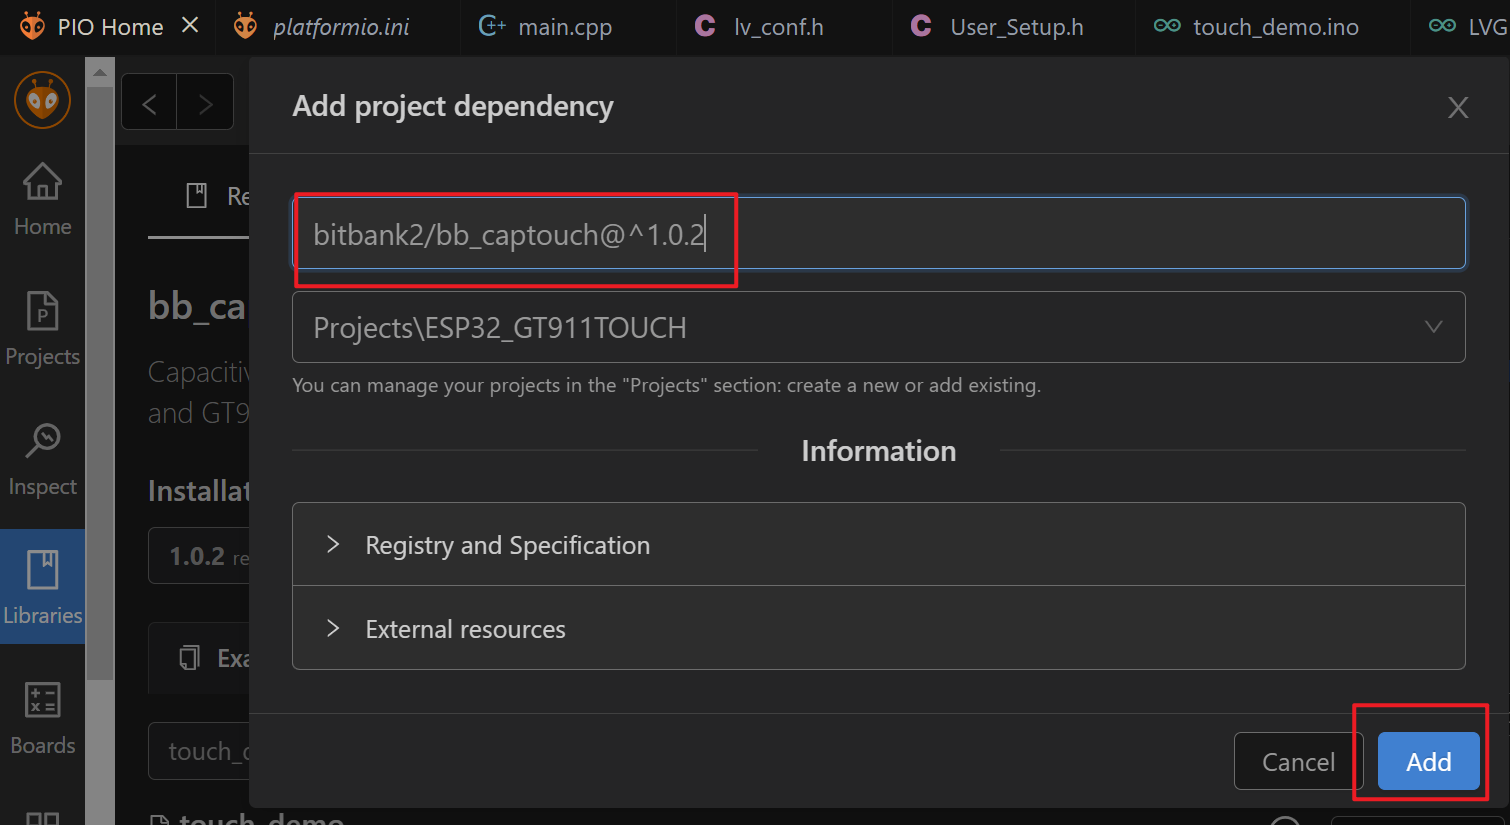 PIO Home
platformio.ini
main.cpp
lv_conf.h
User_Setup.h
touch_demo.ino
LVG
Home
Projects
Inspect
Libraries
Boards
Re
bb_ca
Capacitiv
and GT9
Installat
1.0.2 re
Exa
touch_d
touch_demo
Add project dependency
bitbank2/bb_captouch@^1.0.2
Projects\ESP32_GT911TOUCH
You can manage your projects in the "Projects" section: create a new or add existing.
Information
Registry and Specification
External resources
Cancel
Add